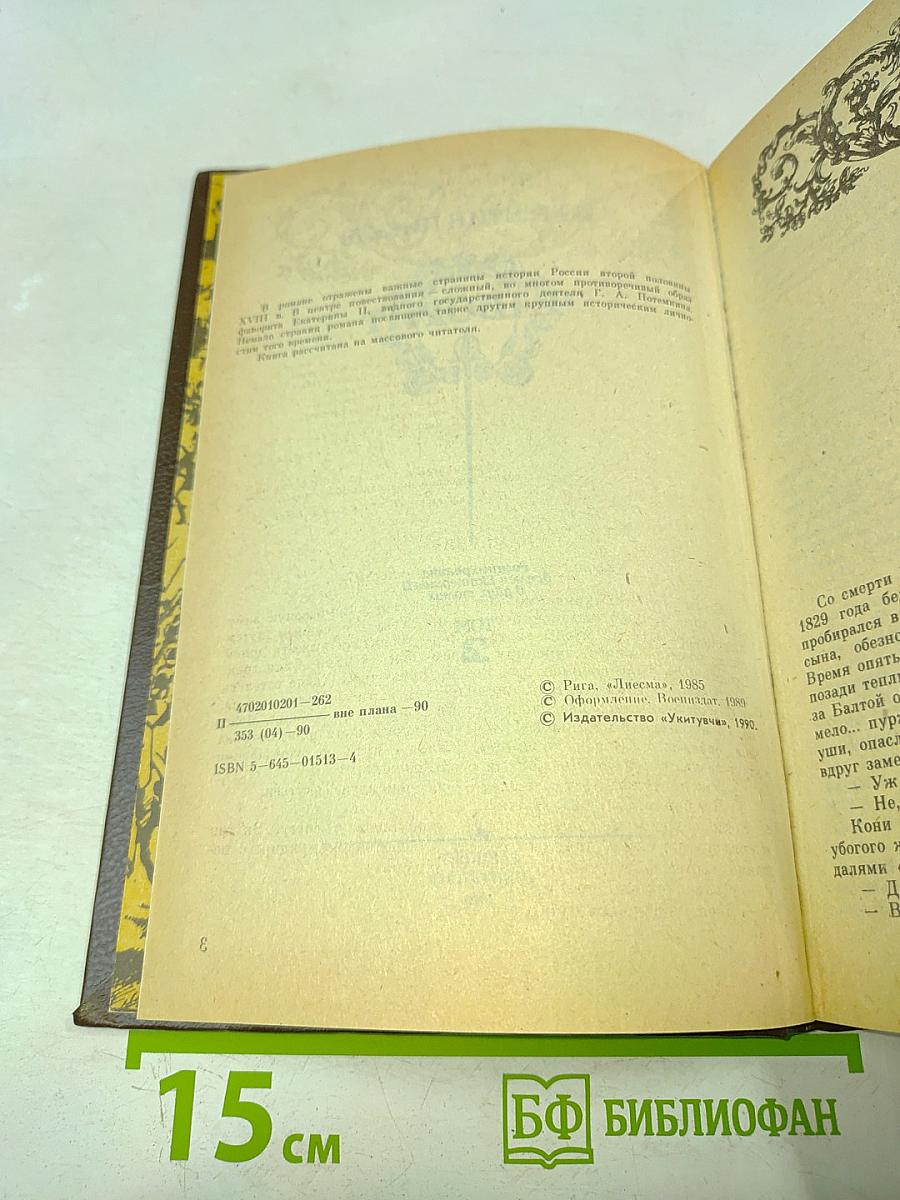 В романе отражены важные страницы истории России второй половины
XVIII в. В центре повествования — сложный, во многом противоречивый образ
фаворита Екатерины II, видного государственного деятеля Г. А. Потемкина.
Немало страниц романа посвящено также другим крупным историческим лично-
стям того времени.
Книга рассчитана на массового читателя.
4702010201—262
П ——— вне плана —90
353 (04)—90
ISBN 5—645—01513—4
© Рига, «Лиесма», 1985
© Оформление. Воениздат. 1989
© Издательство «Укитувчи», 1990.
Со смерти
1829 года
пробирался в
сына,
Время опять
позади
за Балтой
мело...
уши,
вдруг
— Уж
— Не,
Кони
убогого
далями
15 см
БФ БИБЛИОФАН